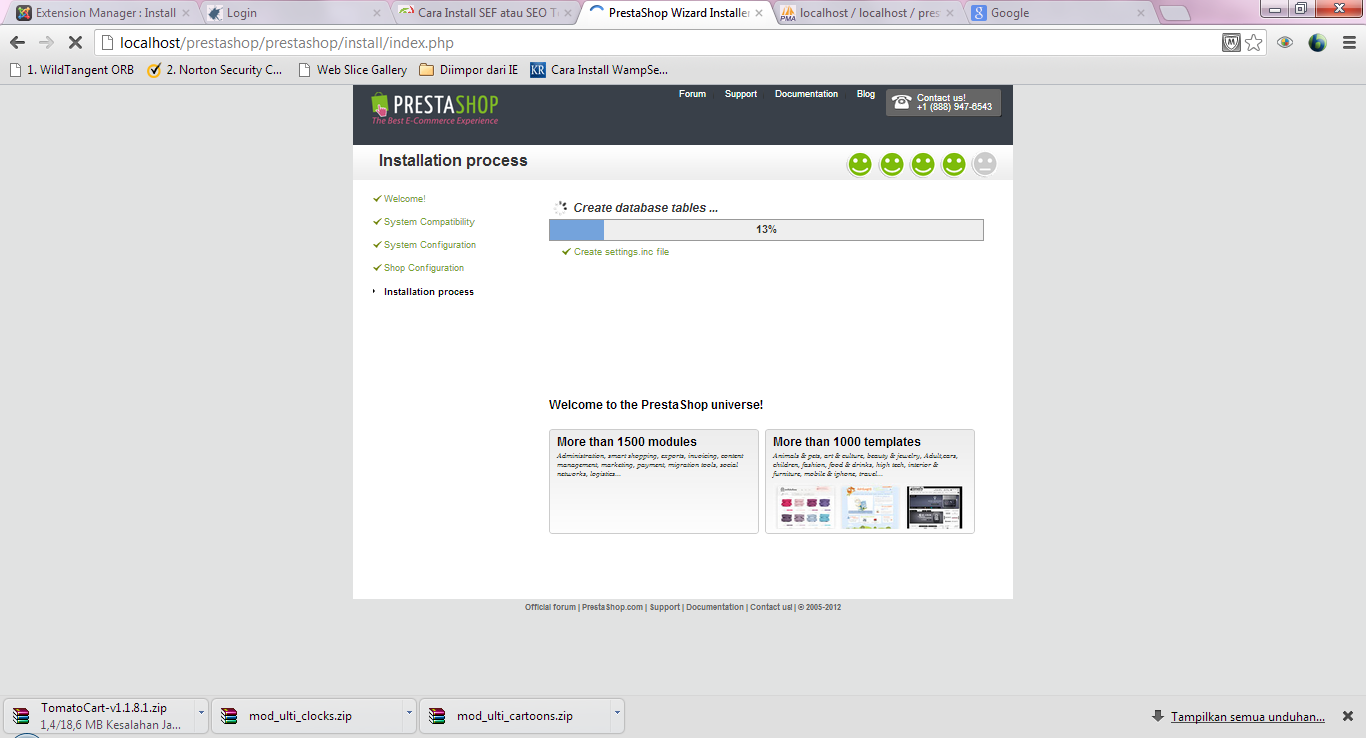 Extension Manager : Install
Login
Cara Install SEF atau SEO T
PrestaShop Wizard Installer
localhost / localhost / pres
Google
localhost/prestashop/prestashop/install/index.php
1. WildTangent ORB
2. Norton Security C...
Web Slice Gallery
Diimpor dari IE
KR
Cara Install WampSe...
PRESTASHOP
The Best E-Commerce Experience
Forum
Support
Documentation
Blog
Contact us!
+1 (888) 947-6543
Installation process
Welcome!
System Compatibility
System Configuration
Shop Configuration
Installation process
Create database tables ...
13%
Create settings.inc file
Welcome to the PrestaShop universe!
More than 1500 modules
Administration, smart shopping, exports, invoicing, content
management, marketing, payment, migration tools, social
networks, logistics...
More than 1000 templates
Animals & pets, art & culture, beauty & jewelry, Adult,cars,
children, fashion, food & drinks, high tech, interior &
furniture, mobile & iphone, travel...
Official forum | PrestaShop.com | Support | Documentation | Contact us! | © 2005-2012
TomatoCart-v1.1.8.1.zip
1,4/18,6 MB Kesalahan Ja...
mod_ulti_clocks.zip
mod_ulti_cartoons.zip
Tampilkan semua unduhan...